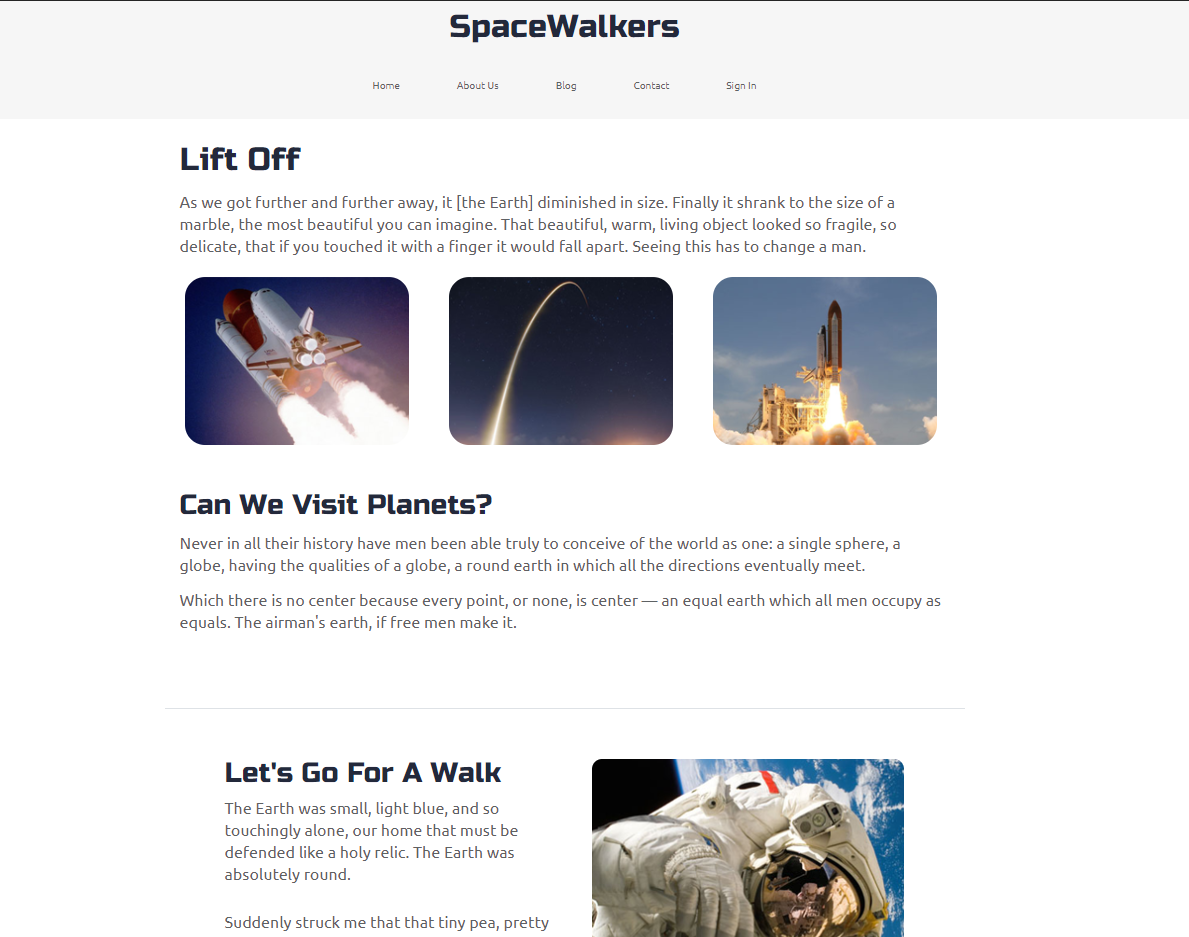 SpaceWalkers
Home About Us Blog Contact Sign In
Lift Off
As we got further and further away, it [the Earth] diminished in size. Finally it shrank to the size of a
marble, the most beautiful you can imagine. That beautiful, warm, living object looked so fragile, so
delicate, that if you touched it with a finger it would fall apart. Seeing this has to change a man.
Can We Visit Planets?
Never in all their history have men been able truly to conceive of the world as one: a single sphere, a
globe, having the qualities of a globe, a round earth in which all the directions eventually meet.
Which there is no center because every point, or none, is center — an equal earth which all men occupy as
equals. The airman's earth, if free men make it.
Let's Go For A Walk
The Earth was small, light blue, and so
touchingly alone, our home that must be
defended like a holy relic. The Earth was
absolutely round.
Suddenly struck me that that tiny pea, pretty